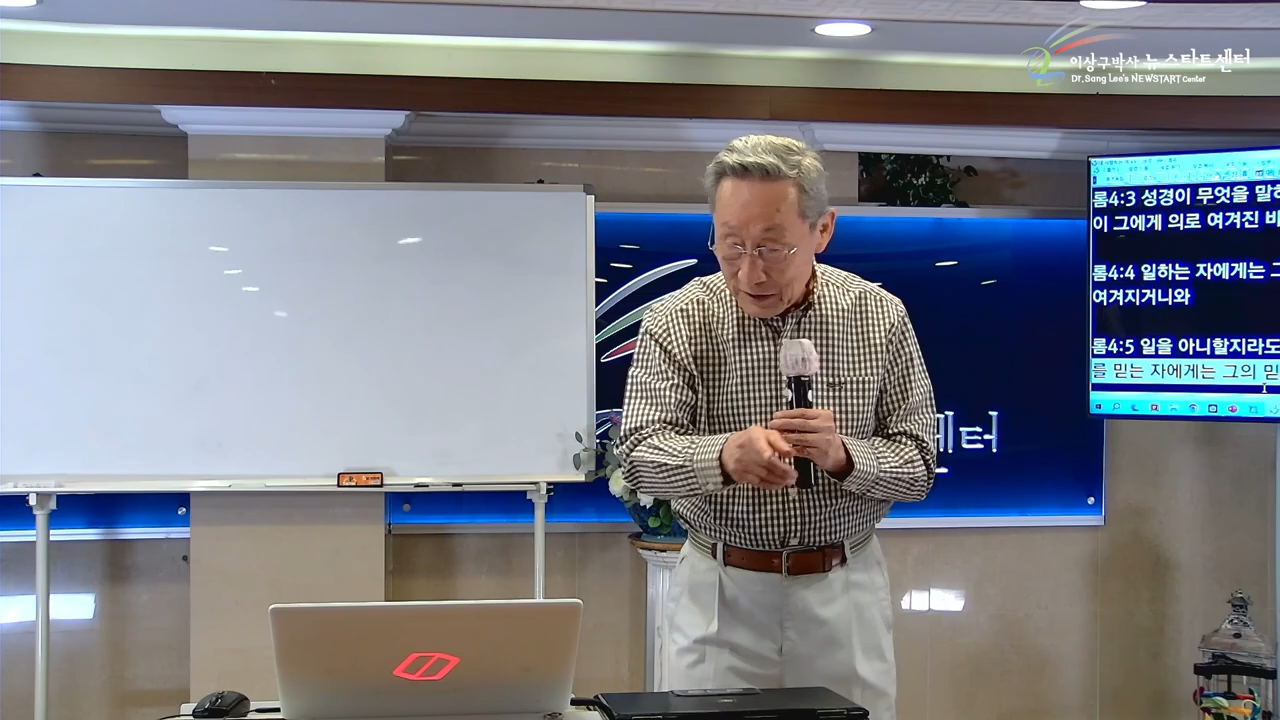 이상구박사 뉴스타트센터
Dr. Sang Lee's NEWSTART Center
롬4:3 성경이 무엇을 말하
이 그에게 의로 여겨진 바
롬4:4 일하는 자에게는 그
여겨지거니와
롬4:5 일을 아니할지라도
를 믿는 자에게는 그의 믿
센터